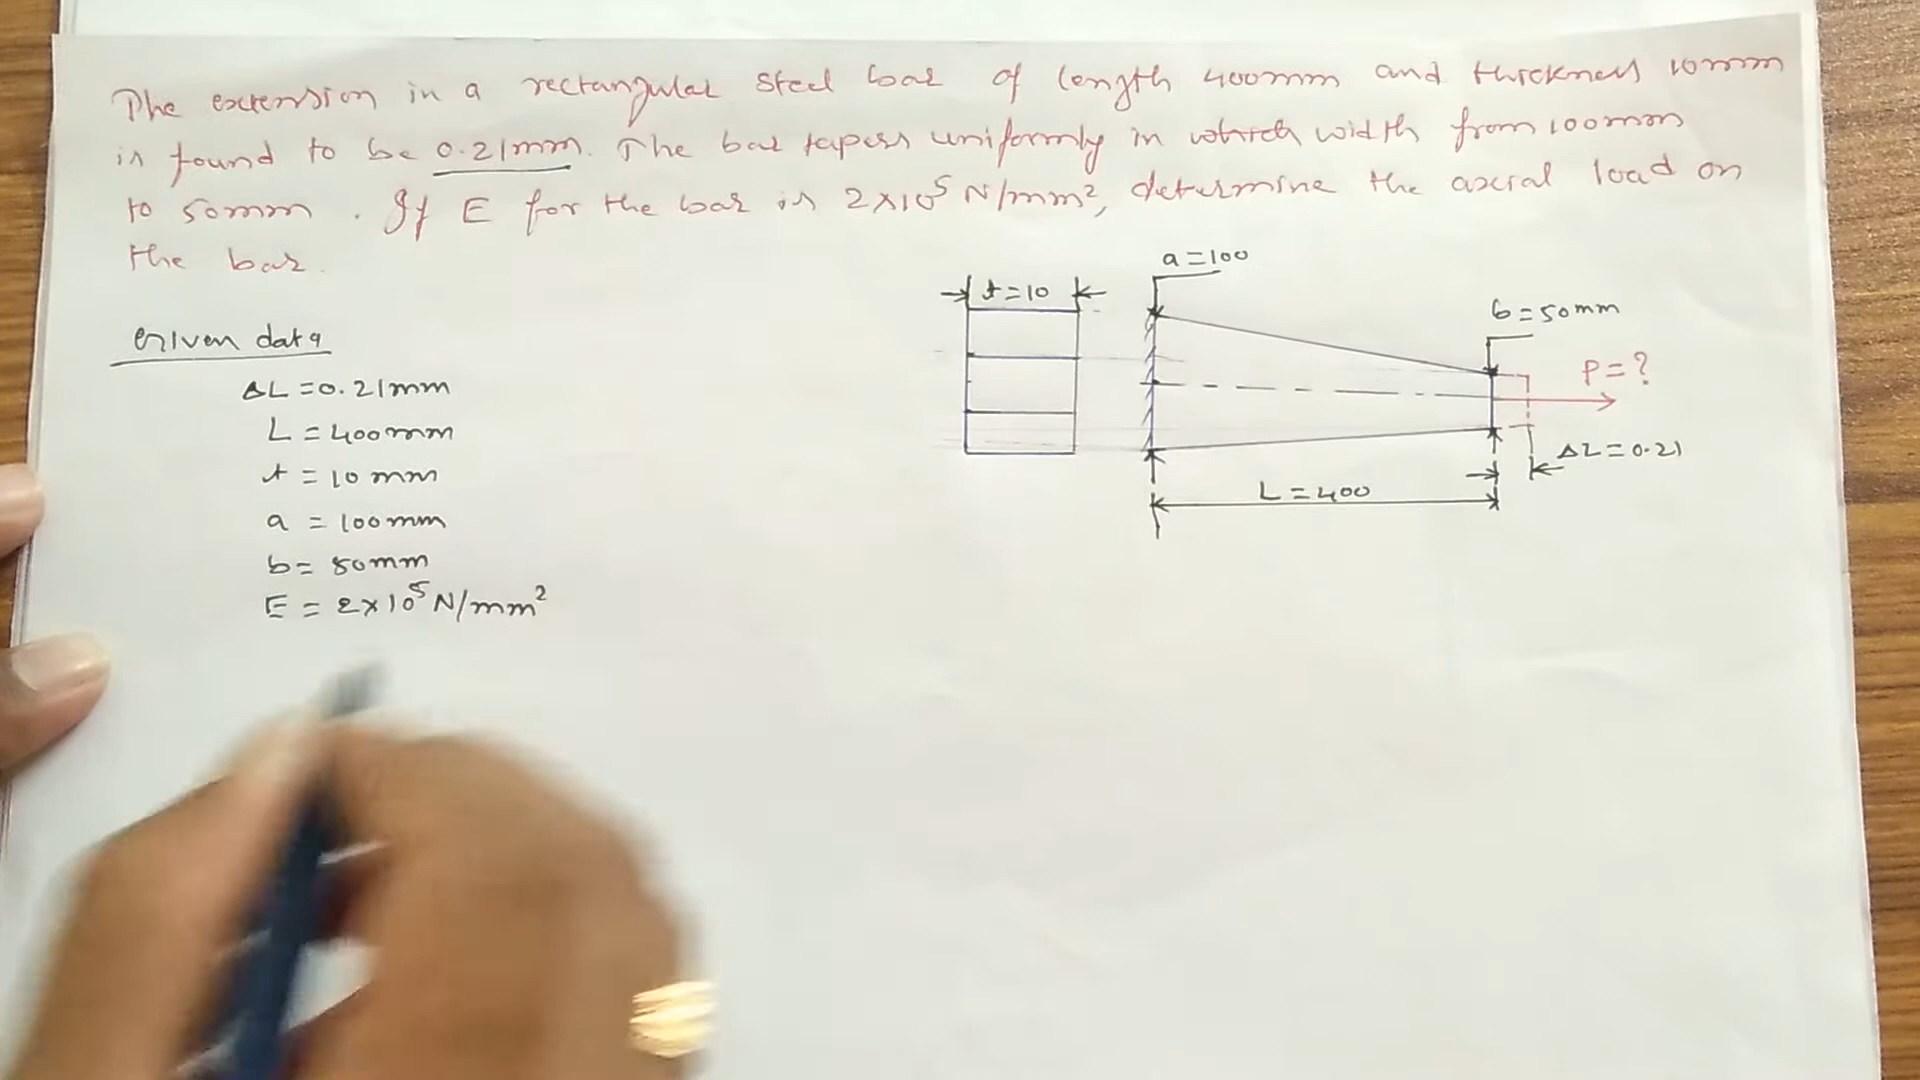 The extension in a rectangular steel bar of length 400mm and thickness 10mm
is found to be 0.21mm. The bar tapers uniformly in which width from 100mm
to 50mm. If E for the bar is 2×10⁵ N/mm², determine the axial load on
the bar.
a=100
t=10
b=50mm
Given data
P=?
ΔL=0.21mm
L=400mm
ΔL=0.21
t=10mm
L=400
a=100mm
b=50mm
E=2×10⁵ N/mm²